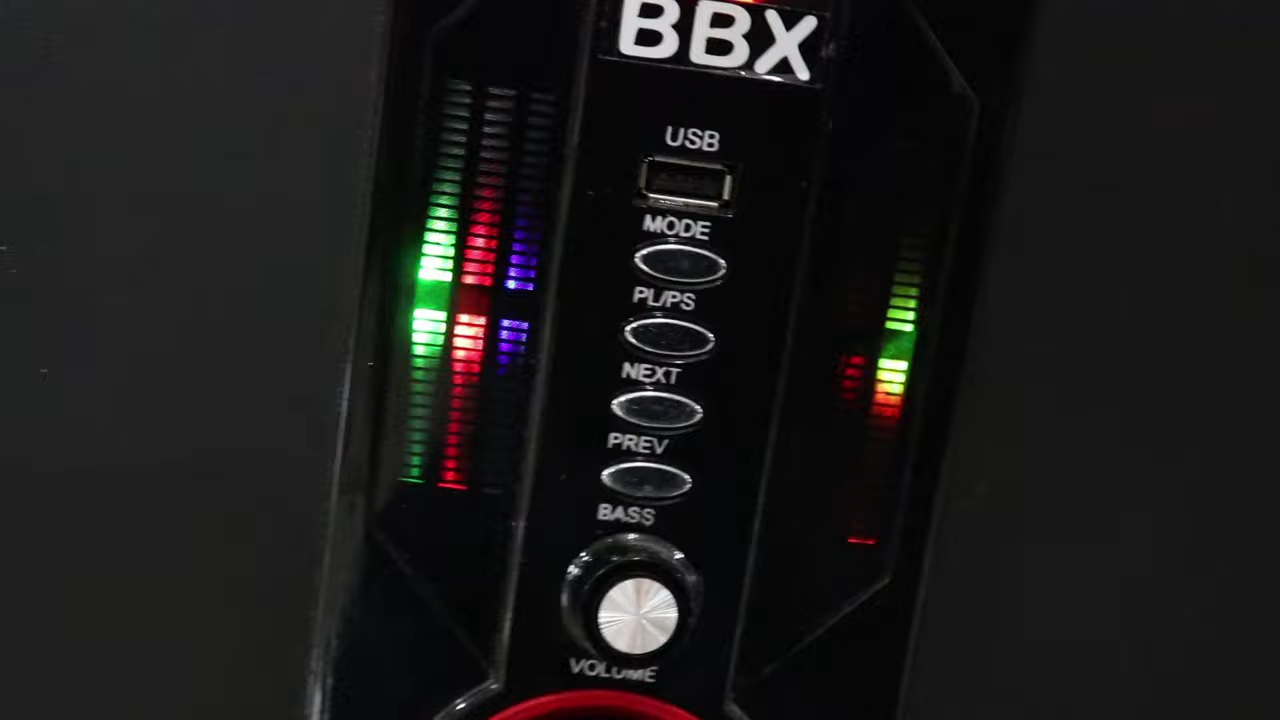 BBX
USB
MODE
PL/PS
NEXT
PREV
BASS
VOLUME